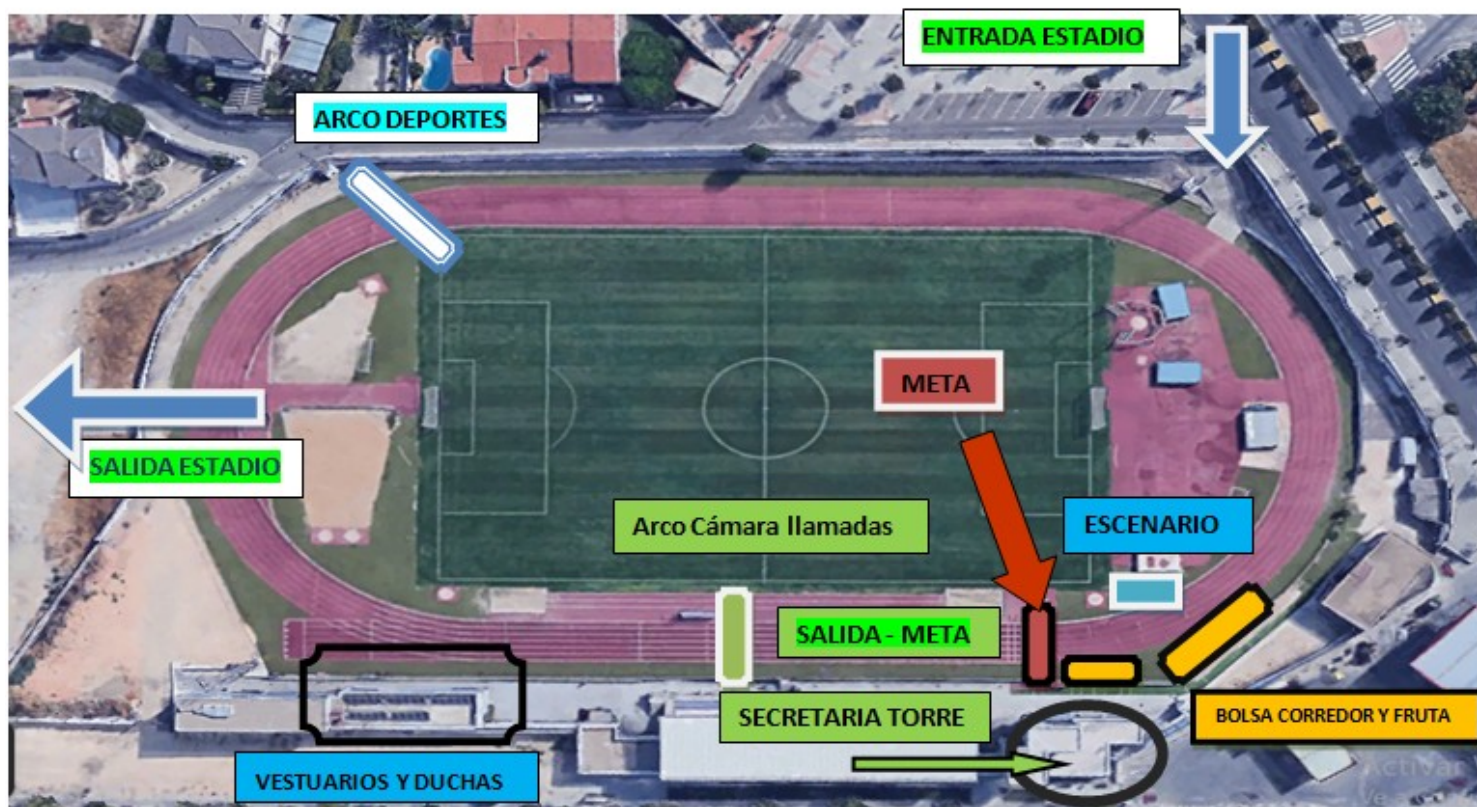 ENTRADA ESTADIO
ARCO DEPORTES
META
SALIDA ESTADIO
Arco Cámara llamadas
ESCENARIO
SALIDA - META
SECRETARIA TORRE
BOLSA CORREDOR Y FRUTA
VESTUARIOS Y DUCHAS
Activar